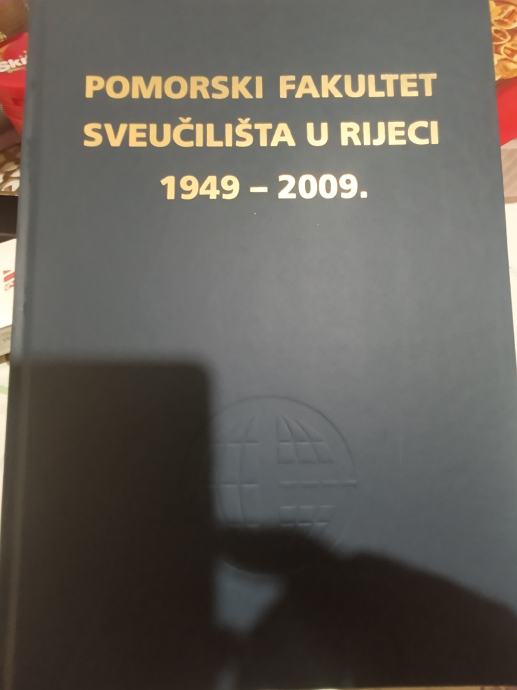 POMORSKI FAKULTET
SVEUČILIŠTA U RIJECI
1949 – 2009.